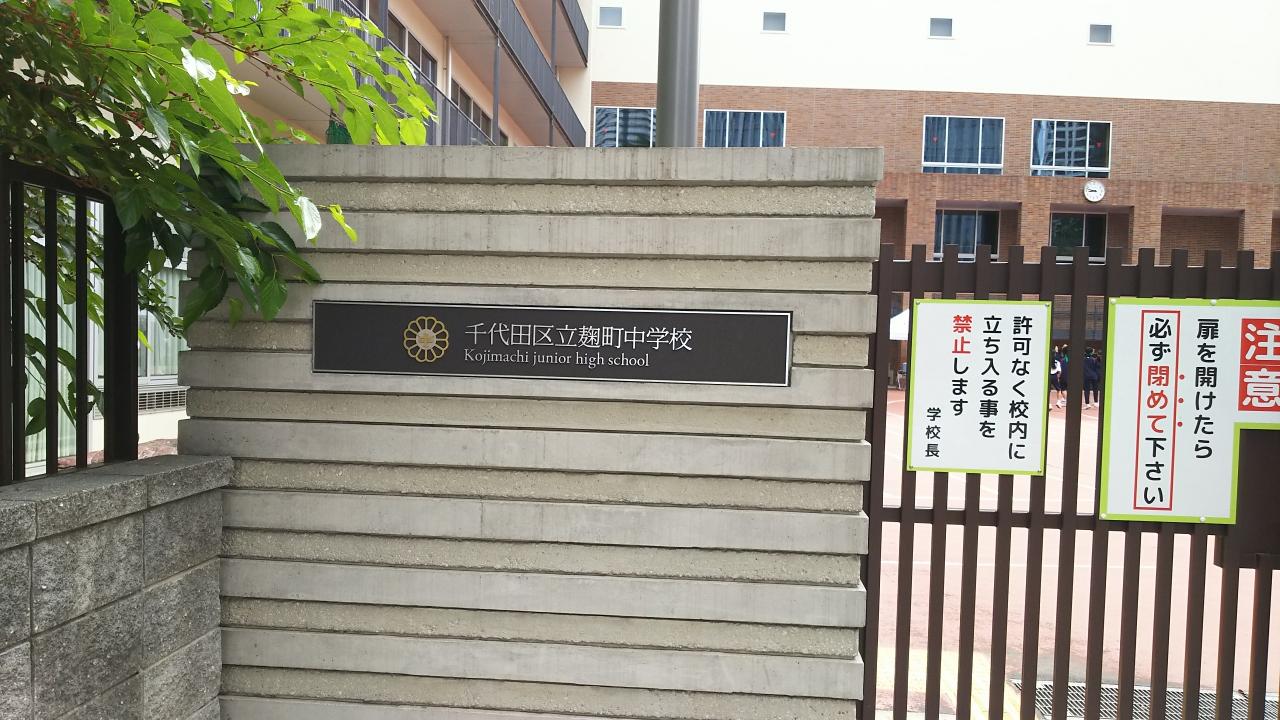 千代田区立麹町中学校
Kojimachi junior high school
許可なく校内に
立ち入る事を
禁止します
学校長
注意
扉を開けたら
必ず閉めて下さい